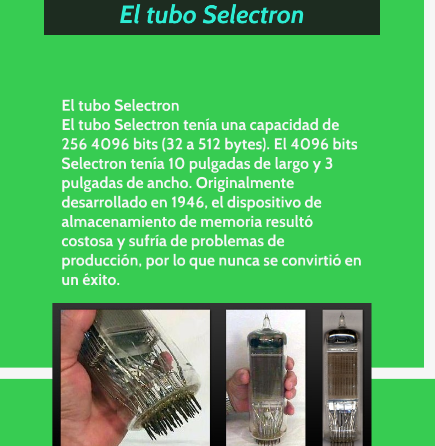 El tubo Selectron
El tubo Selectron
El tubo Selectron tenía una capacidad de
256 4096 bits (32 a 512 bytes). El 4096 bits
Selectron tenía 10 pulgadas de largo y 3
pulgadas de ancho. Originalmente
desarrollado en 1946, el dispositivo de
almacenamiento de memoria resultó
costosa y sufría de problemas de
producción, por lo que nunca se convirtió en
un éxito.